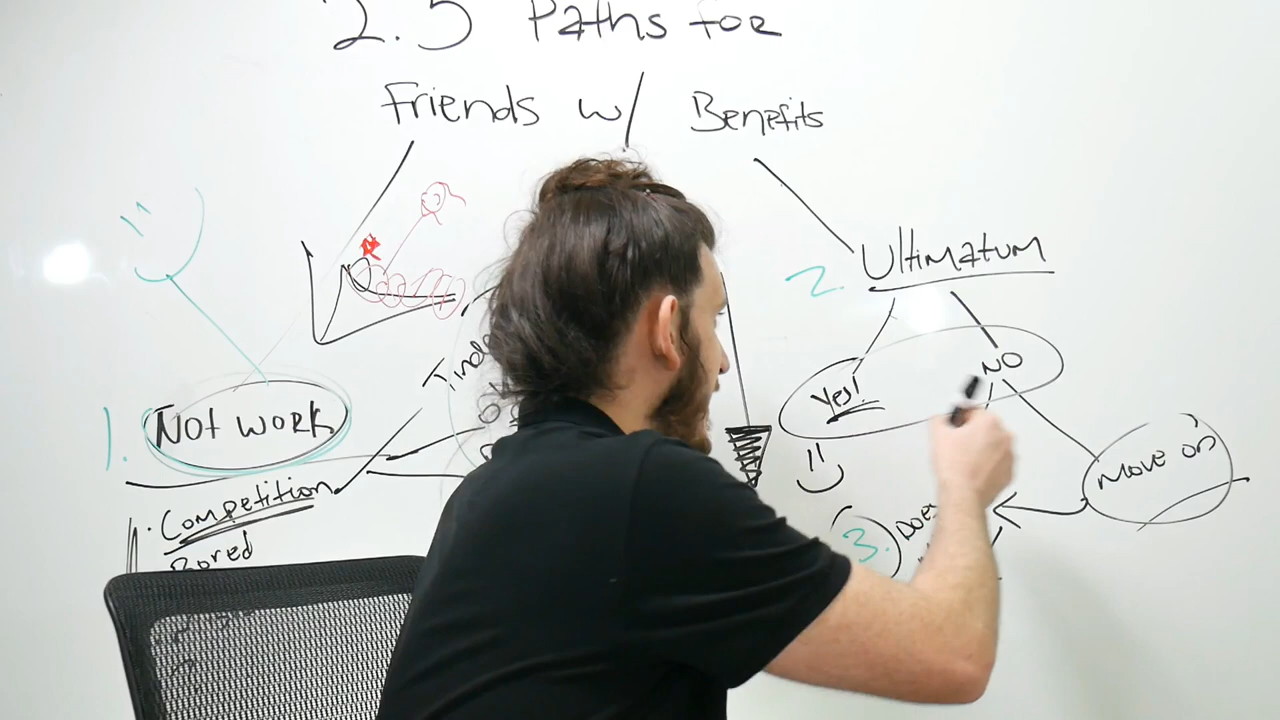 2.5 Paths for
Friends w/ Benefits
2. Ultimatum
Yes!
NO
1. Not work
Competition
Bored
Move on
3.